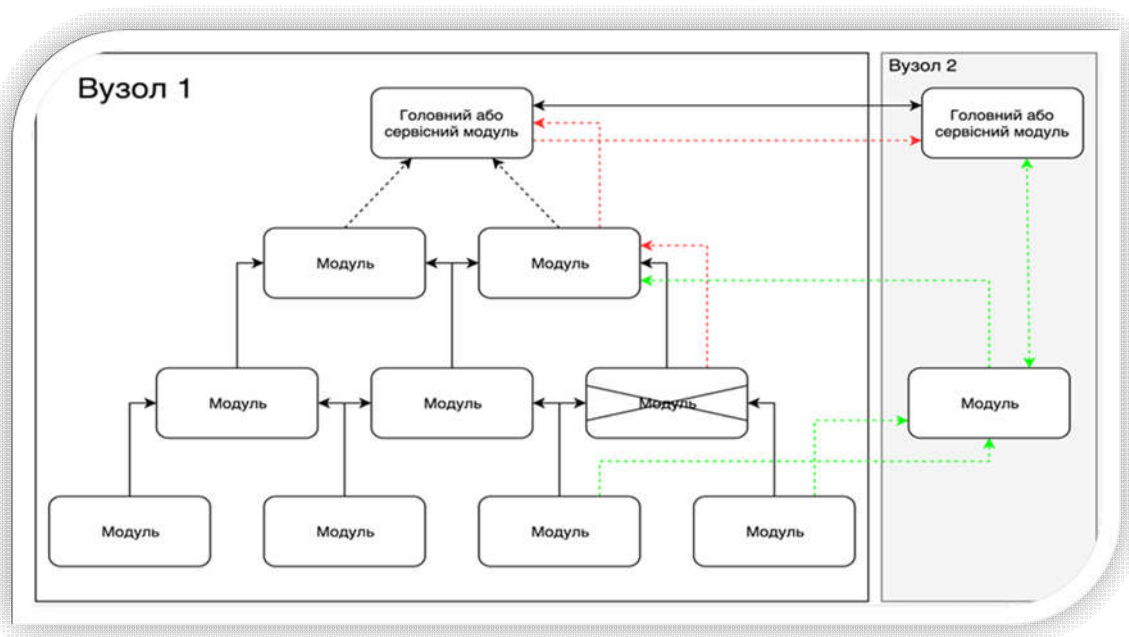 Вузол 1
Вузол 2
Головний або
сервісний модуль
Головний або
сервісний модуль
Модуль
Модуль
Модуль
Модуль
Модуль
Модуль
Модуль
Модуль
Модуль
Модуль